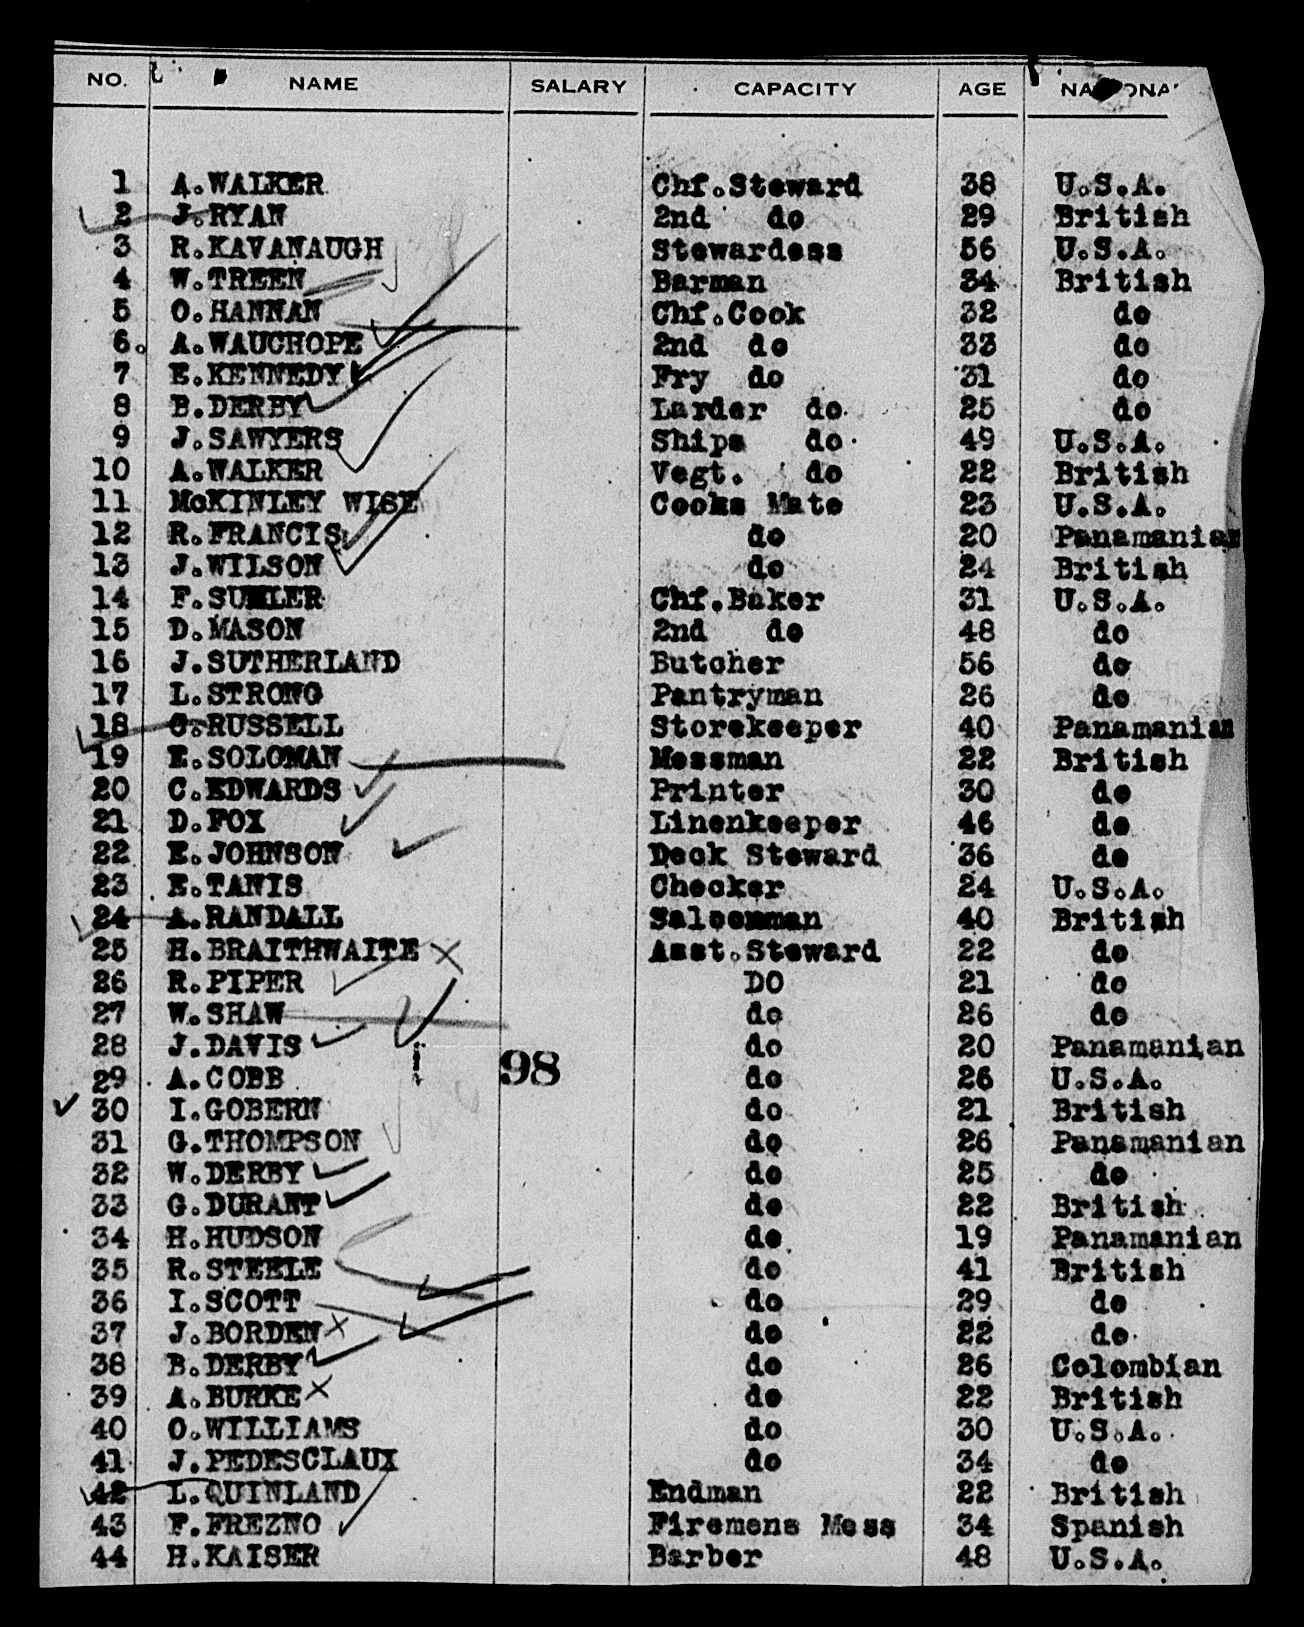 NO. NAME SALARY CAPACITY AGE
1 A.WALKER Chf.Steward 38 U.S.A.
2 J.RYAN 2nd do 29 British
3 R.KAVANAUGH Stewardess 56 U.S.A.
4 W.TREEN Barman 34 British
5 O.HANNAN Chf.Cook 32 do
6. A.WAUCHOPE 2nd do 33 do
7 E.KENNEDY Fry do 31 do
8 B.DERBY Larder do 25 do
9 J.SAWYERS Ships do 49 U.S.A.
10 A.WALKER Vegt. do 22 British
11 McKINLEY WISE Cooks Mate 23 U.S.A.
12 R.FRANCIS do 20 Panamanian
13 J.WILSON do 24 British
14 Chf.Baker 31 U.S.A.
15 D.MASON 2nd do 48 do
16 J.SUTHERLAND Butcher 56 do
17 L.STRONG Pantryman 26 do
18 G.RUSSELL Storekeeper 40 Panamanian
19 E.SOLOMAN Messman 22 British
20 C.EDWARDS Printer 30 do
21 D.FOX Linenkeeper 46 do
22 E.JOHNSON Deck Steward 36 do
23 E.TANIS Checker 24 U.S.A.
24 A.RANDALL Saloonman 40 British
25 H.BRAITHWAITE Asst.Steward 22 do
26 R.PIPER DO 21 do
27 W.SHAW do 26 do
28 J.DAVIS do 20 Panamanian
29 A.COBB 98 do 26 U.S.A.
30 I.GOBERN do 21 British
31 G.THOMPSON do 26 Panamanian
32 W.DERBY do 25 do
33 G.DURANT do 22 British
34 H.HUDSON do 19 Panamanian
35 R.STEELE do 41 British
36 I.SCOTT do 29 do
37 J.BORDEN do 22 do
38 B.DERBY do 26 Colombian
39 A.BURKE do 22 British
40 O.WILLIAMS do 30 U.S.A.
41 J.PEDESCLAUX do 34 do
42 L.QUINLAND Endman 22 British
43 F.FREZNO Firemens Mess 34 Spanish
44 H.KAISER Barber 48 U.S.A.